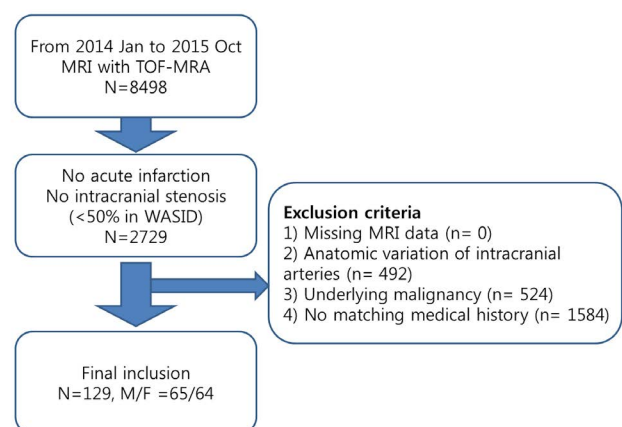 From 2014 Jan to 2015 Oct
MRI with TOF-MRA
N=8498
No acute infarction
No intracranial stenosis
(<50% in WASID)
N=2729
Exclusion criteria
1) Missing MRI data (n= 0)
2) Anatomic variation of intracranial
arteries (n= 492)
3) Underlying malignancy (n= 524)
4) No matching medical history (n= 1584)
Final inclusion
N=129, M/F =65/64